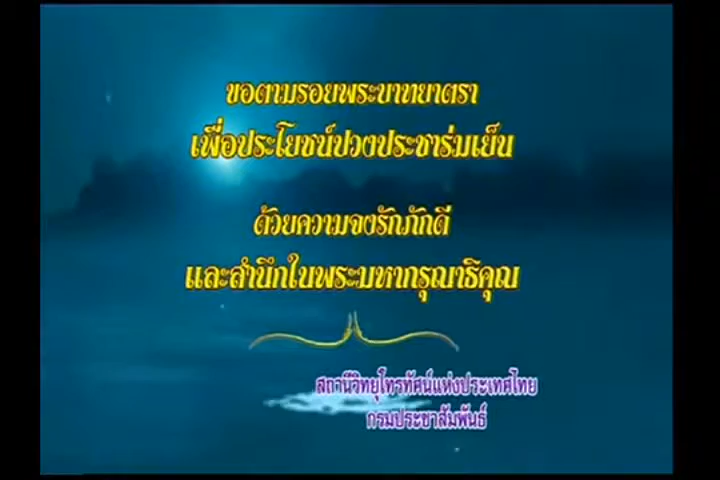 ขอตามรอยพระบาทยาตรา
เพื่อประโยชน์ปวงประชาร่มเย็น
ด้วยความจงรักภักดี
และสำนึกในพระมหากรุณาธิคุณ
สถานีวิทยุโทรทัศน์แห่งประเทศไทย
กรมประชาสัมพันธ์